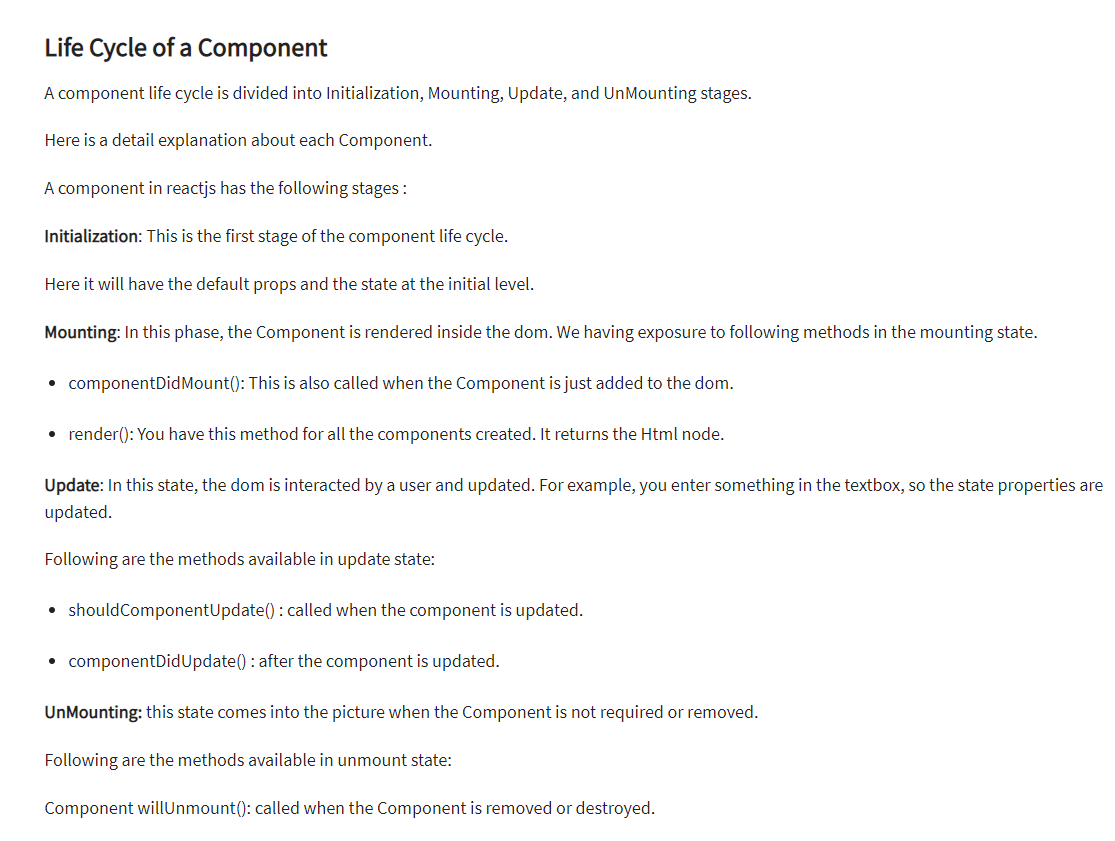 Life Cycle of a Component
A component life cycle is divided into Initialization, Mounting, Update, and UnMounting stages.
Here is a detail explanation about each Component.
A component in reactjs has the following stages :
Initialization: This is the first stage of the component life cycle.
Here it will have the default props and the state at the initial level.
Mounting: In this phase, the Component is rendered inside the dom. We having exposure to following methods in the mounting state.
• componentDidMount(): This is also called when the Component is just added to the dom.
• render(): You have this method for all the components created. It returns the Html node.
Update: In this state, the dom is interacted by a user and updated. For example, you enter something in the textbox, so the state properties are
updated.
Following are the methods available in update state:
• shouldComponentUpdate() : called when the component is updated.
• componentDidUpdate() : after the component is updated.
UnMounting: this state comes into the picture when the Component is not required or removed.
Following are the methods available in unmount state:
Component willUnmount(): called when the Component is removed or destroyed.